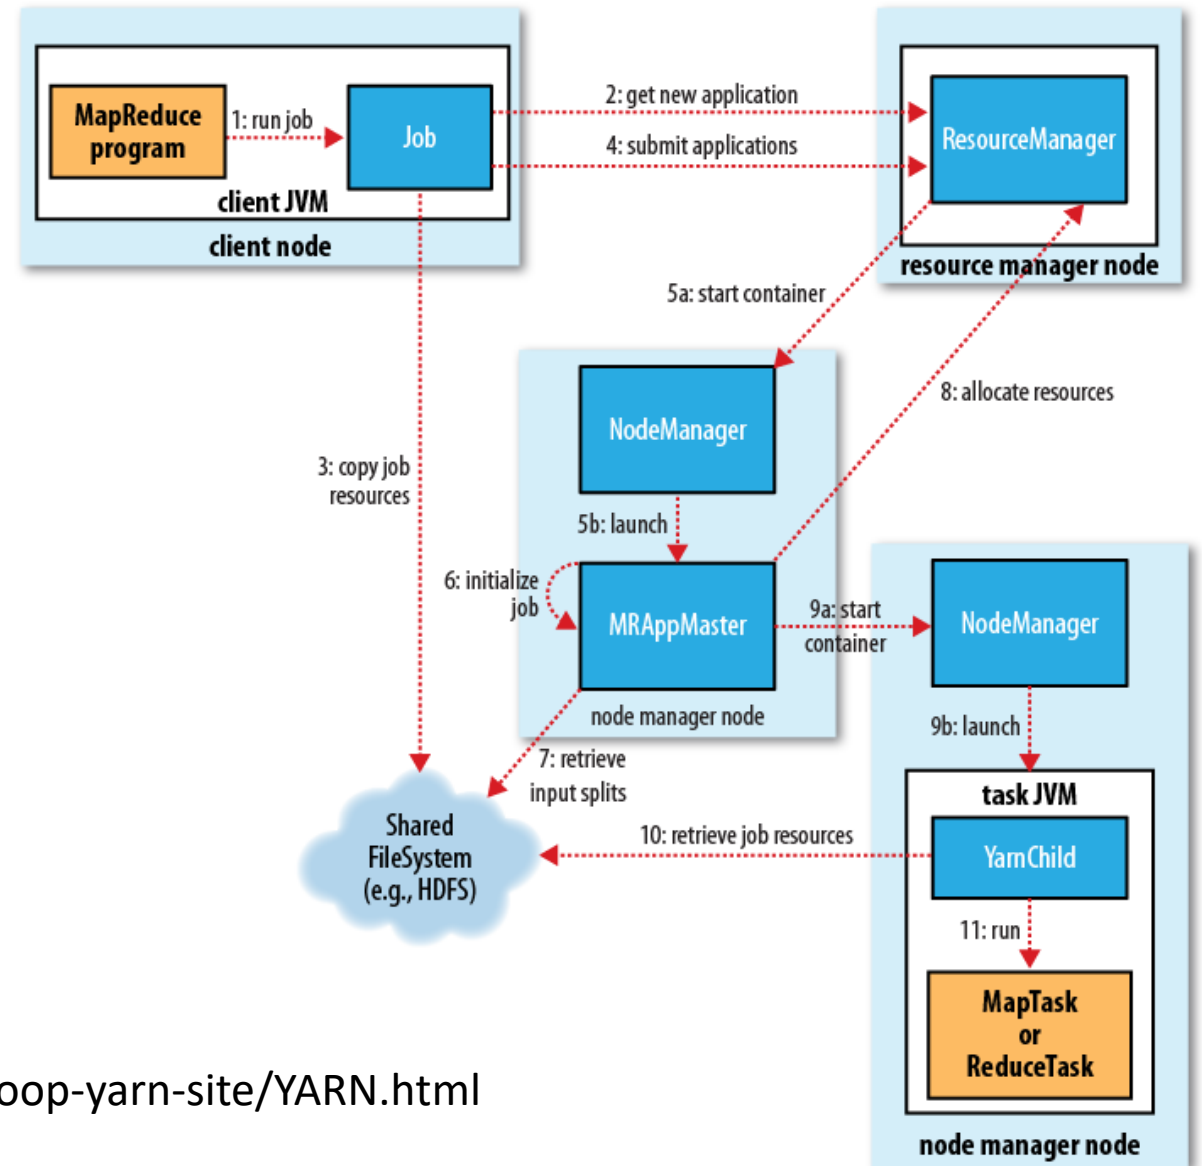 MapReduce
program
1: run job
Job
client JVM
client node
2: get new application
4: submit applications
ResourceManager
resource manager node
5a: start container
8: allocate resources
3: copy job
resources
NodeManager
5b: launch
6: initialize
job
MRAppMaster
node manager node
9a: start
container
NodeManager
9b: launch
7: retrieve
input splits
Shared
FileSystem
(e.g., HDFS)
10: retrieve job resources
task JVM
YarnChild
11: run
MapTask
or
ReduceTask
node manager node
oop-yarn-site/YARN.html